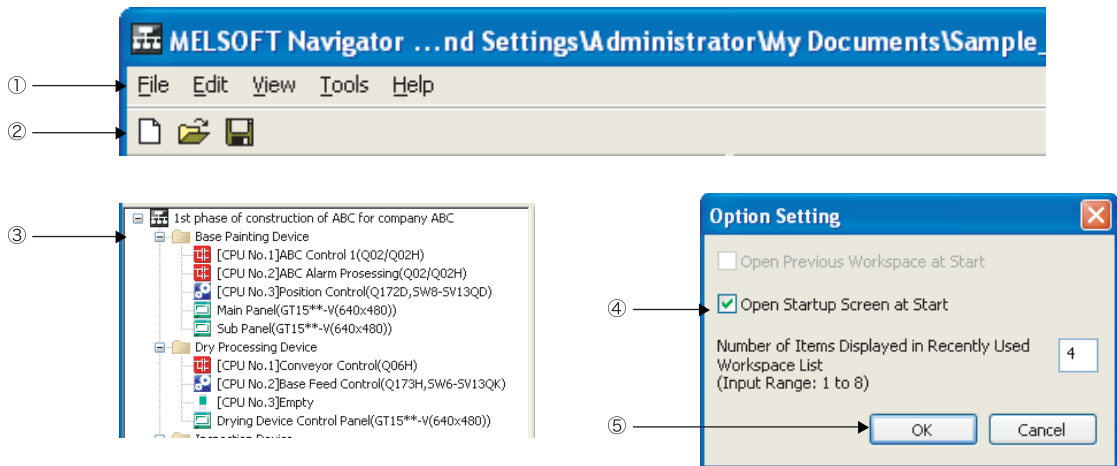 MELSOFT Navigator ...nd Settings\Administrator\My Documents\Sample_
① File Edit View Tools Help
②
③ 1st phase of construction of ABC for company ABC
Base Painting Device
[CPU No.1]ABC Control 1(Q02/Q02H)
[CPU No.2]ABC Alarm Prosessing(Q02/Q02H)
[CPU No.3]Position Control(Q172D,SW8-SV13QD)
Main Panel(GT15**-V(640x480))
Sub Panel(GT15**-V(640x480))
Dry Processing Device
[CPU No.1]Conveyor Control(Q06H)
[CPU No.2]Base Feed Control(Q173H,SW6-SV13QK)
[CPU No.3]Empty
Drying Device Control Panel(GT15**-V(640x480))
Inspection Device
Option Setting
Open Previous Workspace at Start
④ Open Startup Screen at Start
Number of Items Displayed in Recently Used 4
Workspace List
(Input Range: 1 to 8)
⑤ OK Cancel